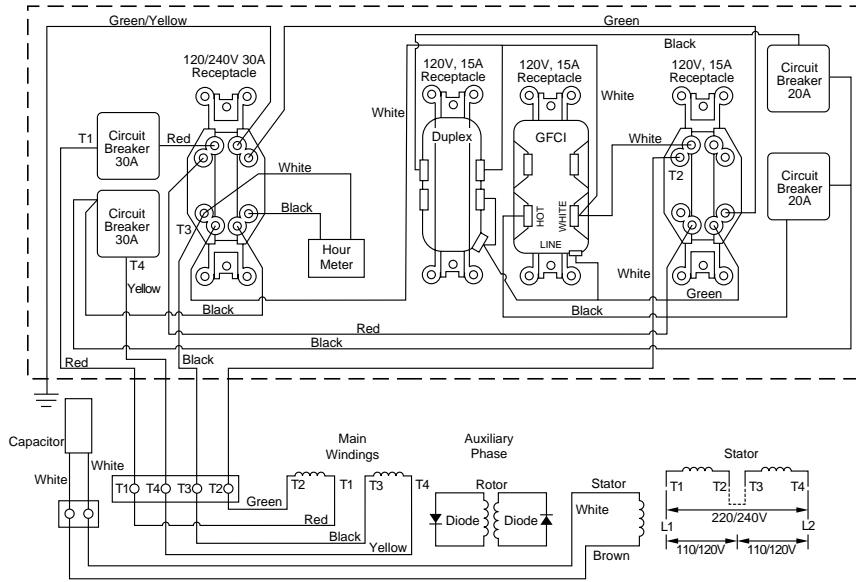 Green/Yellow
Green
Black
120/240V 30A
Receptacle
120V, 15A
Receptacle
120V, 15A
Receptacle
120V, 15A
Receptacle
Circuit
Breaker
20A
White
White
T1
Circuit
Breaker
30A
Red
Duplex
GFCI
White
T2
White
Circuit
Breaker
20A
Circuit
Breaker
30A
T3
Black
HOT
WHITE
Hour
Meter
LINE
T4
Yellow
White
Green
Black
Black
Red
Black
Red
Black
Capacitor
Main
Windings
Auxiliary
Phase
Stator
White
White
T1
T4
T3
T2
T2
T1
T3
T4
Rotor
Stator
T1
T2
T3
T4
Green
Red
Diode
Diode
White
220/240V
L1
L2
Black
Yellow
Brown
110/120V
110/120V